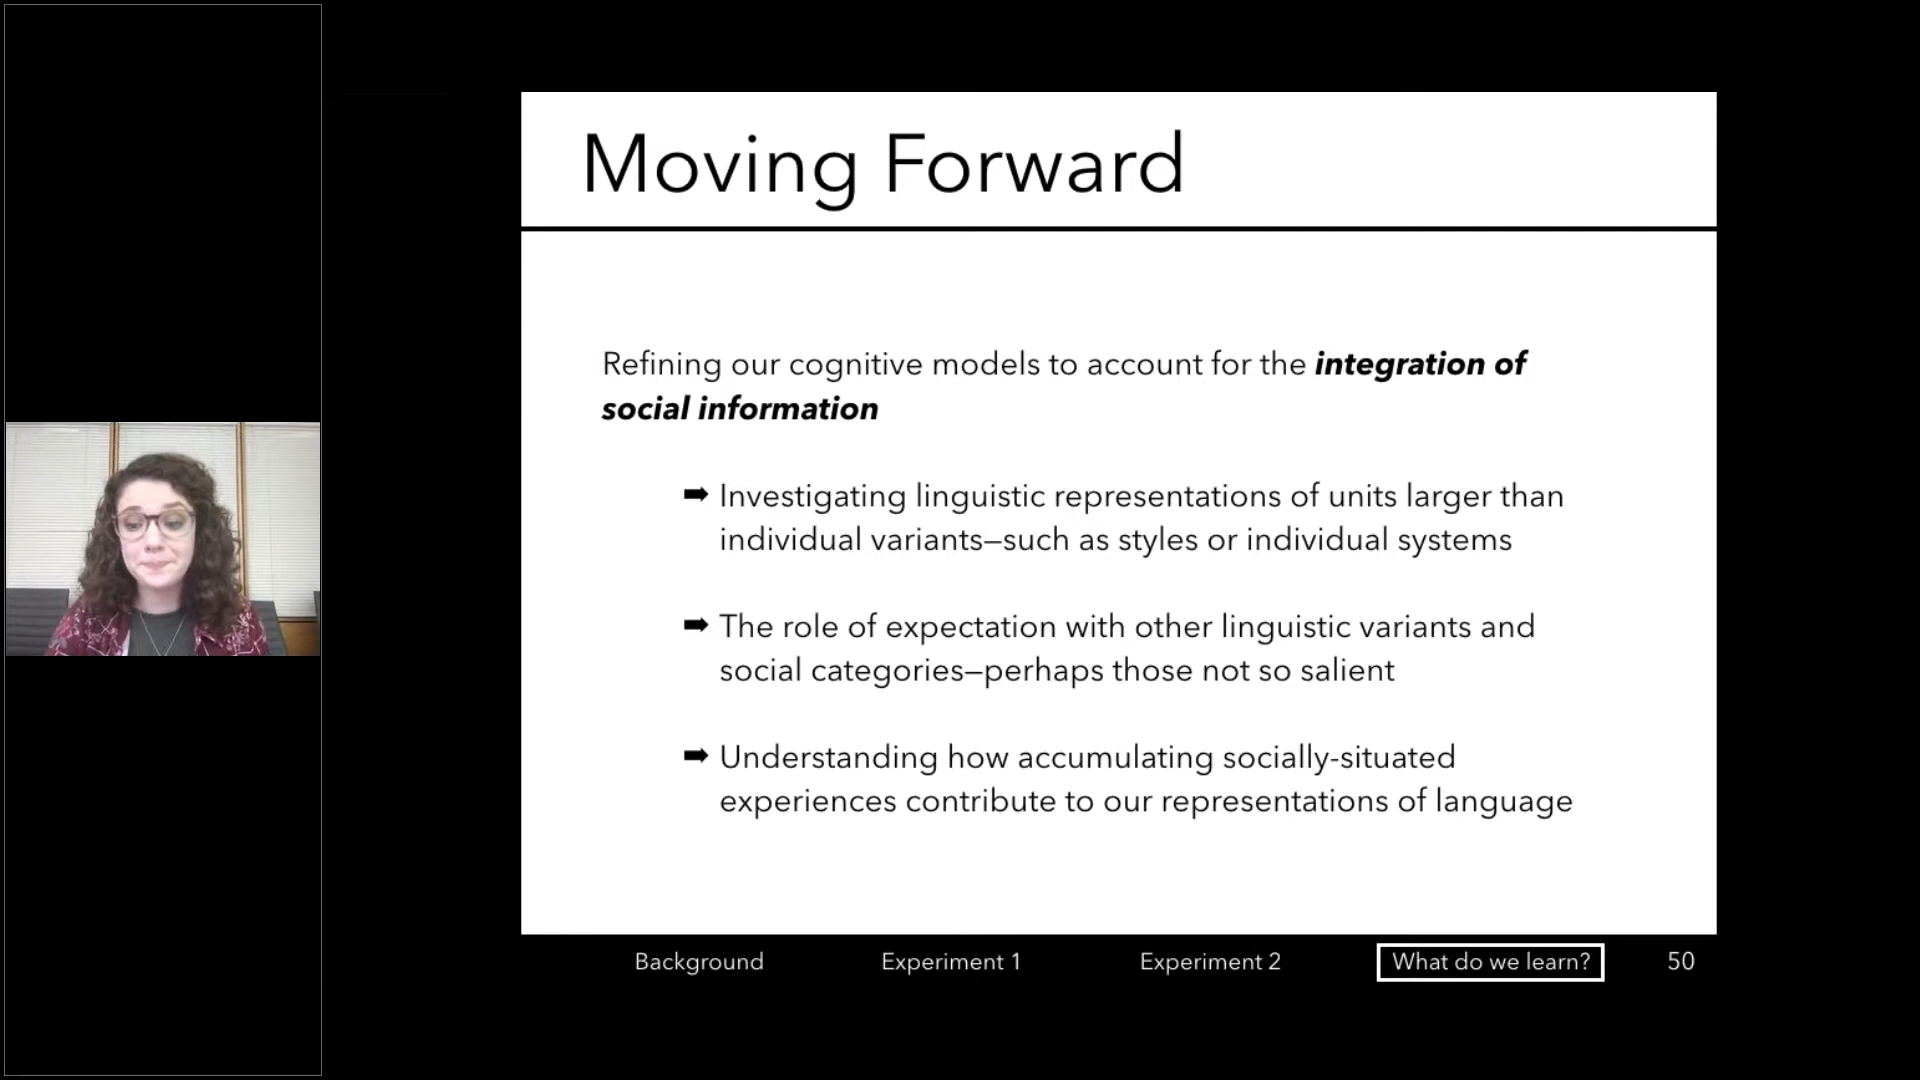 Moving Forward
Refining our cognitive models to account for the integration of
social information
➡ Investigating linguistic representations of units larger than
individual variants—such as styles or individual systems
➡ The role of expectation with other linguistic variants and
social categories—perhaps those not so salient
➡ Understanding how accumulating socially-situated
experiences contribute to our representations of language
Background Experiment 1 Experiment 2 What do we learn? 50